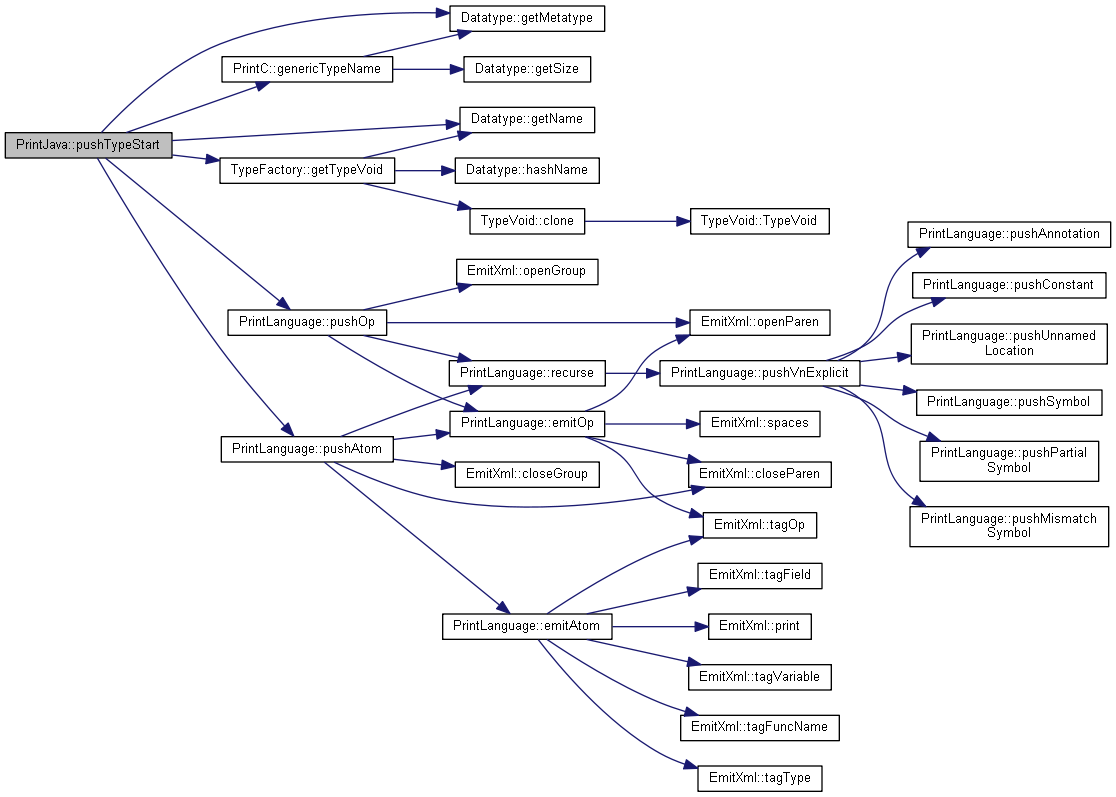 PrintJava::pushTypeStart
Datatype::getMetatype
PrintC::genericTypeName
Datatype::getSize
Datatype::getName
TypeFactory::getTypeVoid
Datatype::hashName
TypeVoid::clone
TypeVoid::TypeVoid
EmitXml::openGroup
PrintLanguage::pushOp
EmitXml::openParen
PrintLanguage::recurse
PrintLanguage::pushVnExplicit
PrintLanguage::pushAnnotation
PrintLanguage::pushConstant
PrintLanguage::pushUnnamed
Location
PrintLanguage::pushSymbol
PrintLanguage::pushPartial
Symbol
PrintLanguage::pushMismatch
Symbol
PrintLanguage::emitOp
EmitXml::spaces
PrintLanguage::pushAtom
EmitXml::closeGroup
EmitXml::closeParen
EmitXml::tagOp
EmitXml::tagField
PrintLanguage::emitAtom
EmitXml::print
EmitXml::tagVariable
EmitXml::tagFuncName
EmitXml::tagType